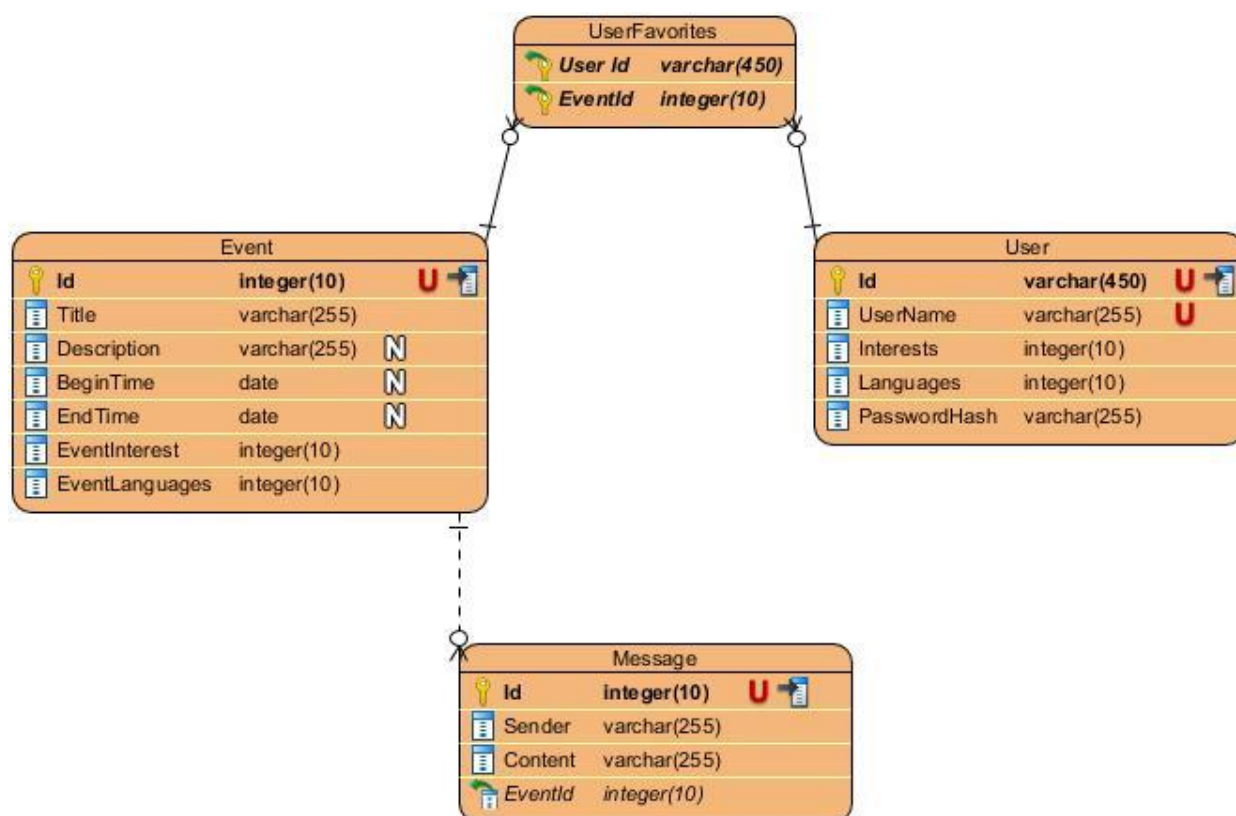 UserFavorites
User Id varchar(450)
EventId integer(10)
Event
Id integer(10) U
Title varchar(255)
Description varchar(255) N
BeginTime date N
EndTime date N
EventInterest integer(10)
EventLanguages integer(10)
User
Id varchar(450) U
UserName varchar(255) U
Interests integer(10)
Languages integer(10)
PasswordHash varchar(255)
Message
Id integer(10) U
Sender varchar(255)
Content varchar(255)
EventId integer(10)